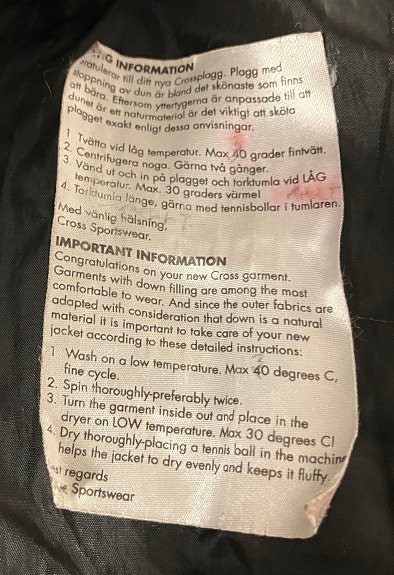 G INFORMATION
ratulerar till ditt nya Crossplagg. Plagg med
stoppning av dun är bland det skönaste som finns
att bära. Eftersom yttertygerna är anpassade till att
dunet är ett naturmaterial är det viktigt att sköta
plagget exakt enligt dessa anvisningar.
1 Tvätta vid låg temperatur. Max 40 grader fintvätt.
2. Centrifugera noga. Gärna två gånger.
3. Vänd ut och in på plagget och torktumla vid LÅG
temperatur. Max. 30 graders värme!
4. Torktumla länge, gärna med tennisbollar i tumlaren.
Med vänlig hälsning,
Cross Sportswear.
IMPORTANT INFORMATION
Congratulations on your new Cross garment.
Garments with down filling are among the most
comfortable to wear. And since the outer fabrics are
adapted with consideration that down is a natural
material it is important to take care of your new
jacket according to these detailed instructions:
1 Wash on a low temperature. Max 40 degrees C,
fine cycle.
2. Spin thoroughly-preferably twice.
3. Turn the garment inside out and place in the
dryer on LOW temperature. Max 30 degrees C!
4. Dry thoroughly-placing a tennis ball in the machine
helps the jacket to dry evenly and keeps it fluffy.
st regards
Sportswear